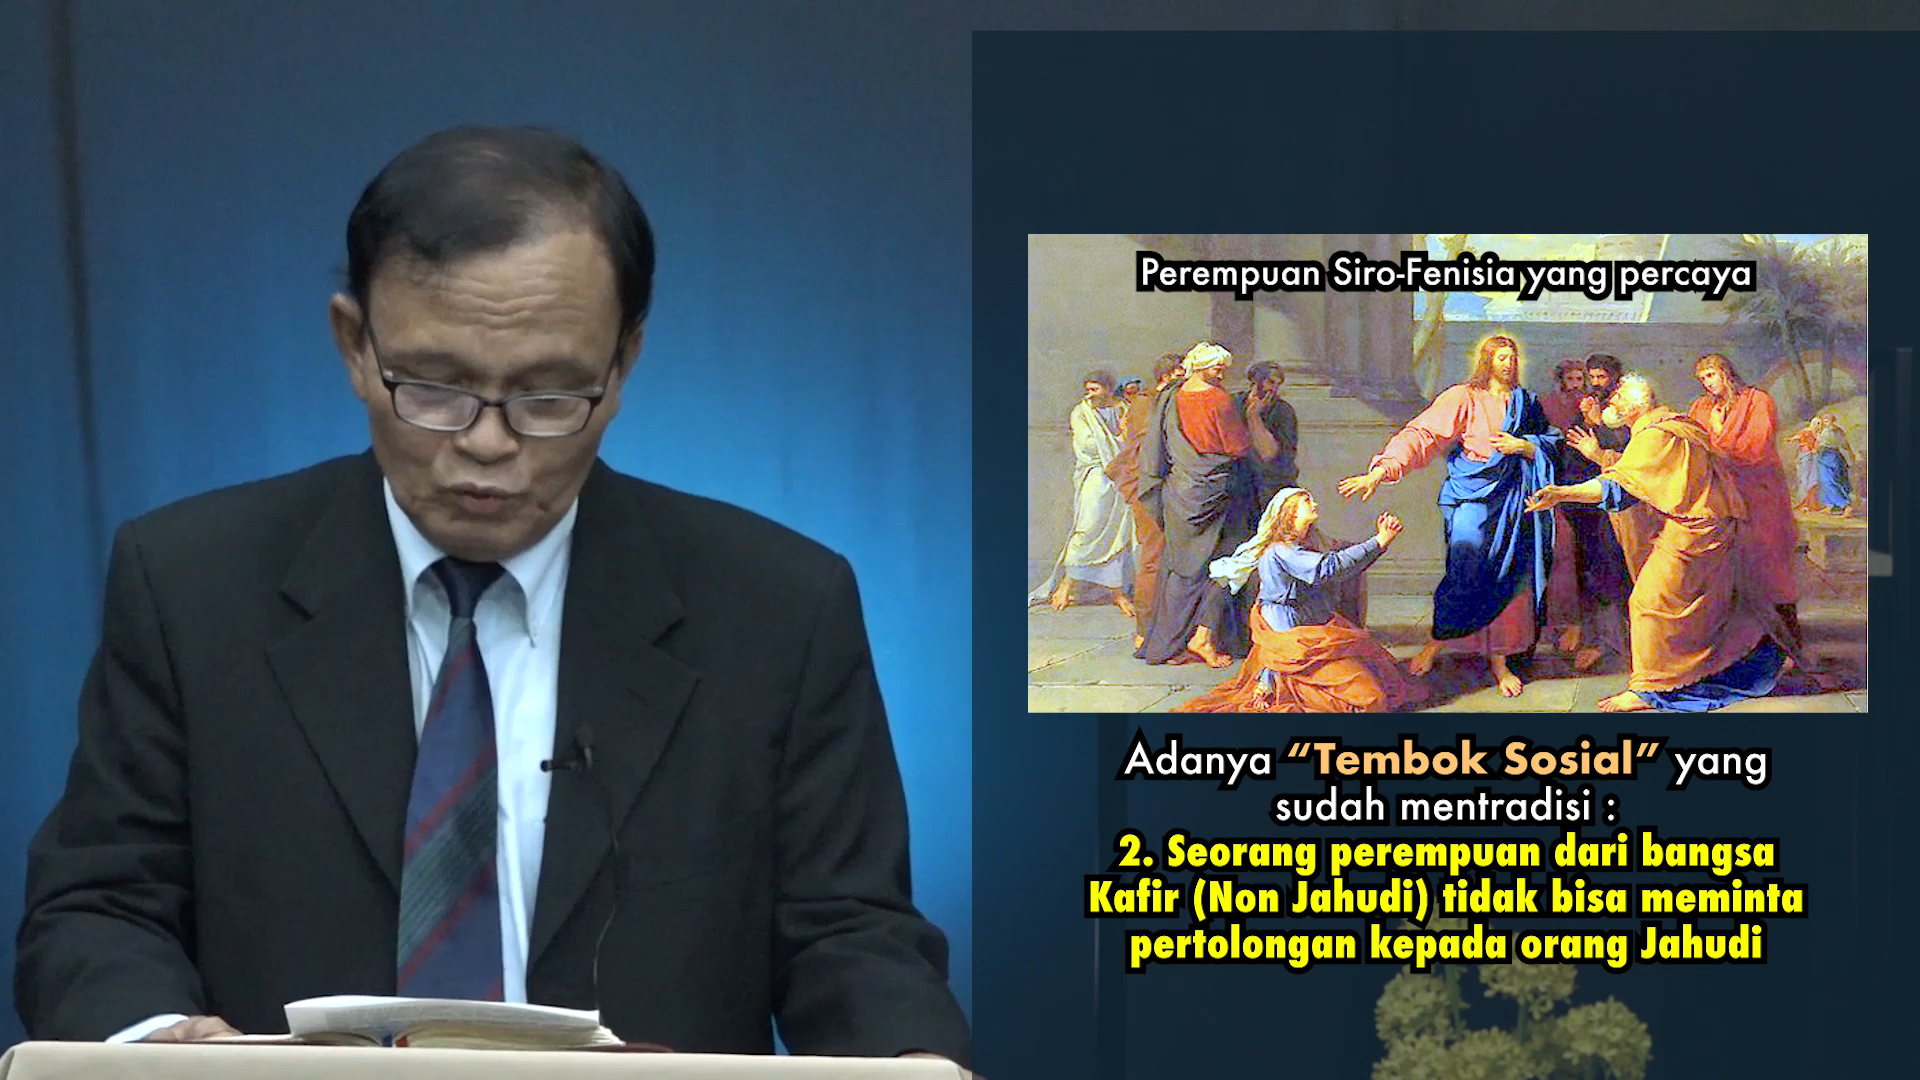 Perempuan Siro-Fenisia yang percaya
Adanya “Tembok Sosial” yang
sudah mentradisi :
2. Seorang perempuan dari bangsa
Kafir (Non Jahudi) tidak bisa meminta
pertolongan kepada orang Jahudi